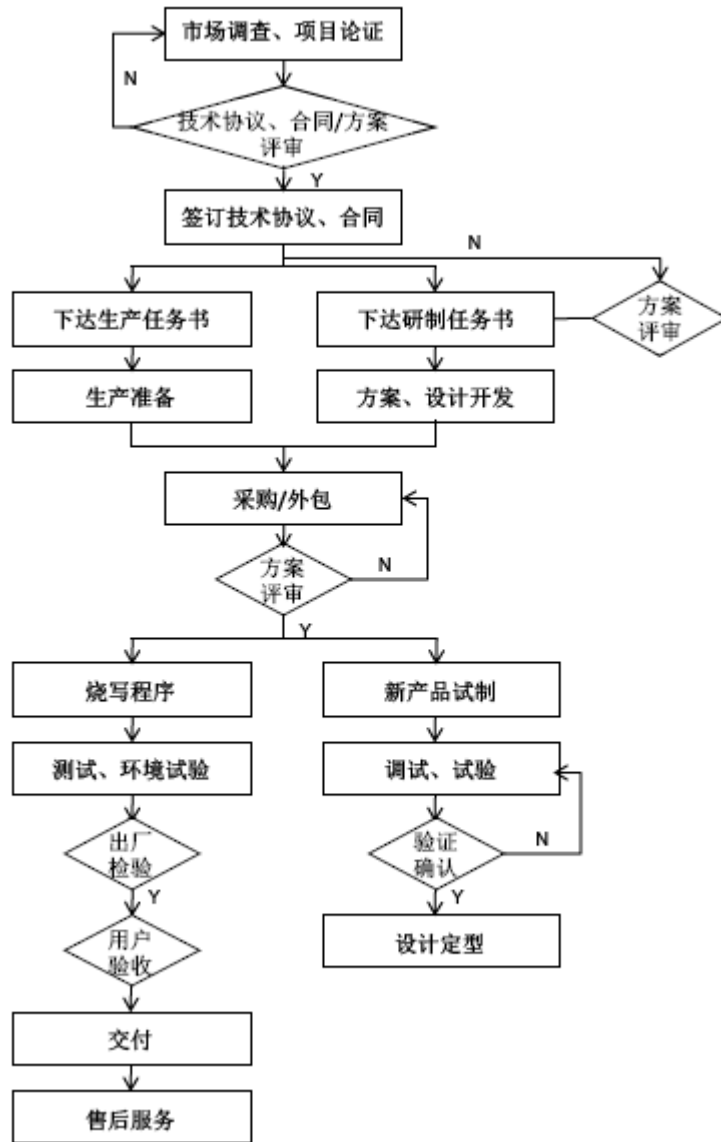 市场调查、项目论证
N
技术协议、合同/方案
评审
Y
签订技术协议、合同
N
下达生产任务书
下达研制任务书
方案
评审
生产准备
方案、设计开发
采购/外包
方案
评审
N
Y
烧写程序
新产品试制
测试、环境试验
调试、试验
出厂
检验
验证
确认
N
Y
Y
用户
验收
设计定型
交付
售后服务